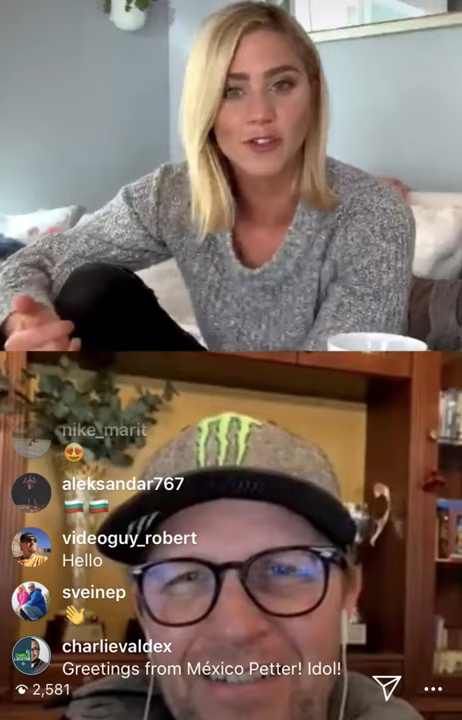 nike_marit
😍
aleksandar767
🇧🇬 🇧🇬
videoguy_robert
Hello
sveinep
👋
charlievaldex
Greetings from México Petter! Idol!
2,581